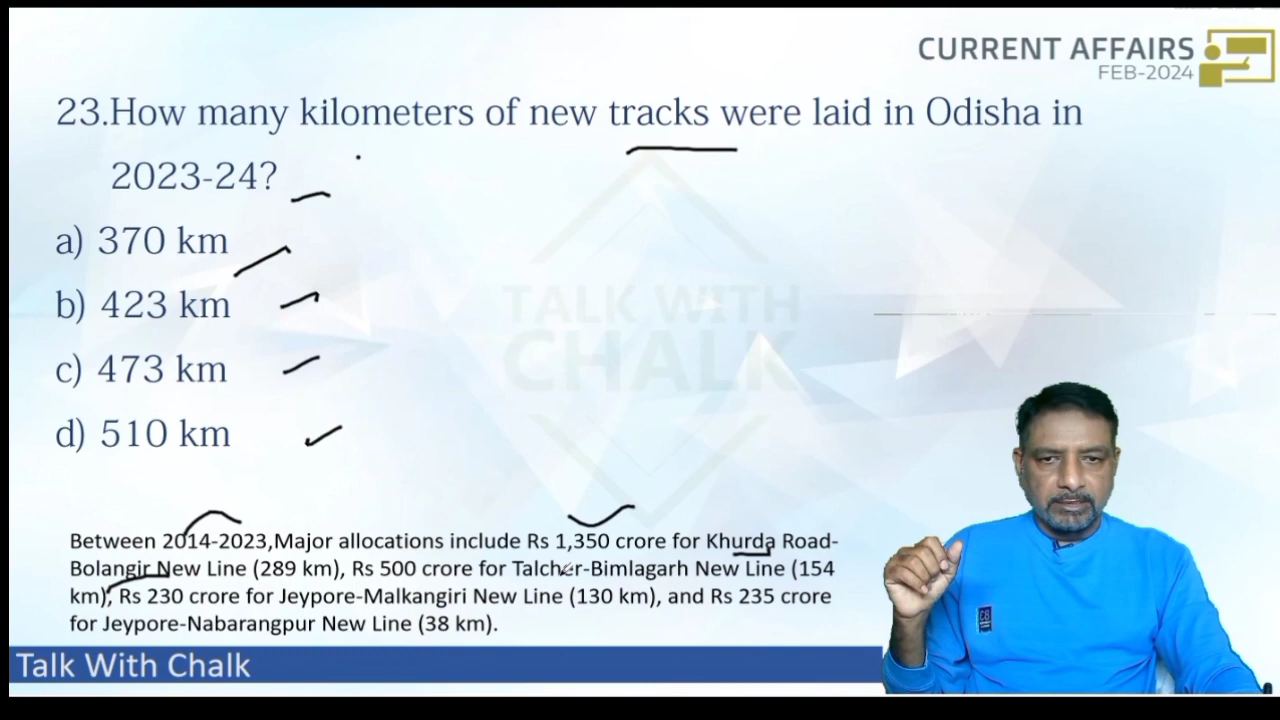 CURRENT AFFAIRS
FEB-2024
23.How many kilometers of new tracks were laid in Odisha in
2023-24?
a) 370 km
b) 423 km
c) 473 km
d) 510 km
TALK WITH
CHALK
Between 2014-2023,Major allocations include Rs 1,350 crore for Khurda Road-
Bolangir New Line (289 km), Rs 500 crore for Talcher-Bimlagarh New Line (154
km), Rs 230 crore for Jeypore-Malkangiri New Line (130 km), and Rs 235 crore
for Jeypore-Nabarangpur New Line (38 km).
Talk With Chalk